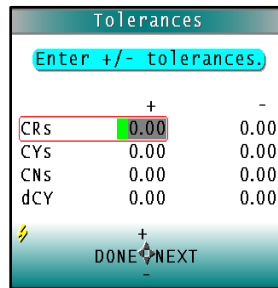 Tolerances
Enter +/- tolerances.
+ -
CRs 0.00 0.00
CYs 0.00 0.00
CNs 0.00 0.00
dCY 0.00 0.00
+
DONE NEXT
-